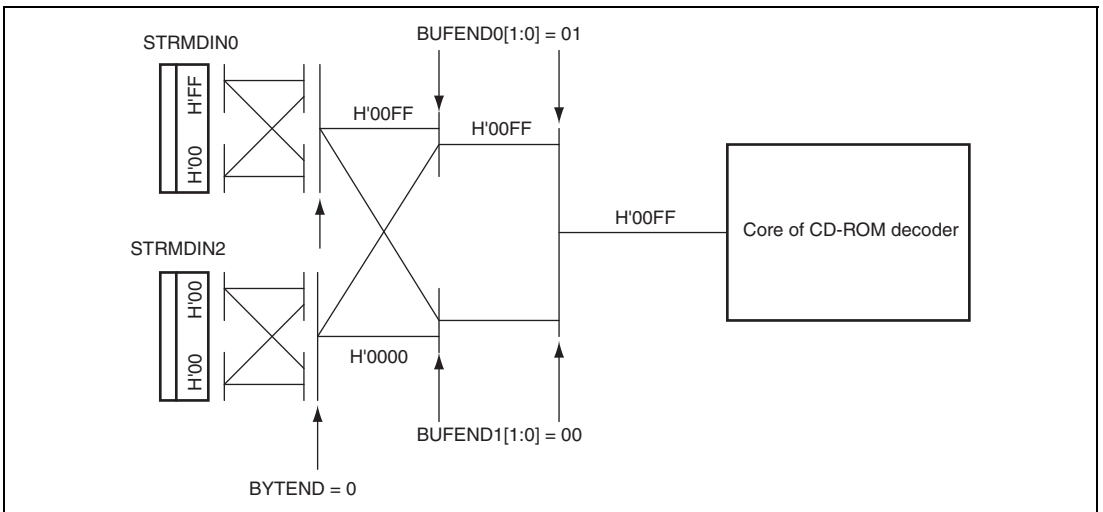 BUFEND0[1:0] = 01
STRMDIN0
H'FF
H'00
H'00FF
H'00FF
H'00FF
Core of CD-ROM decoder
STRMDIN2
H'00
H'00
H'0000
BUFEND1[1:0] = 00
BYTEND = 0